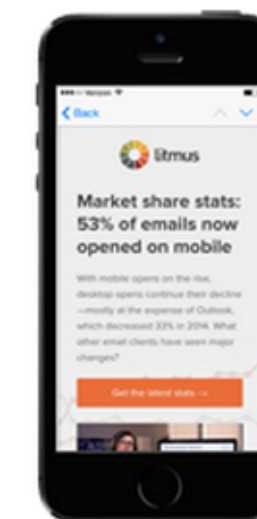 Verizon
Back
litmus
Market share stats:
53% of emails now
opened on mobile
With mobile opens on the rise,
desktop opens continue their decline
—mostly at the expense of Outlook,
which decreased 33% in 2014. What
other email clients have seen major
changes?
Get the latest stats →